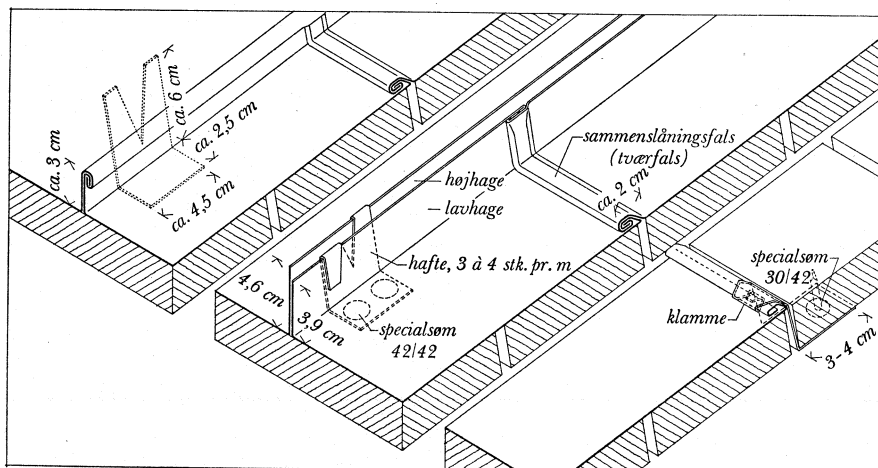 ca. 3 cm
ca. 6 cm
ca. 2,5 cm
ca. 4,5 cm
sammenslåningsfals
(tværfals)
ca. 2 cm
højhage
lavhage
hafte, 3 à 4 stk. pr. m
4,6 cm
3,9 cm
specialsøm
42/42
specialsøm
30/42
klamme
3-4 cm